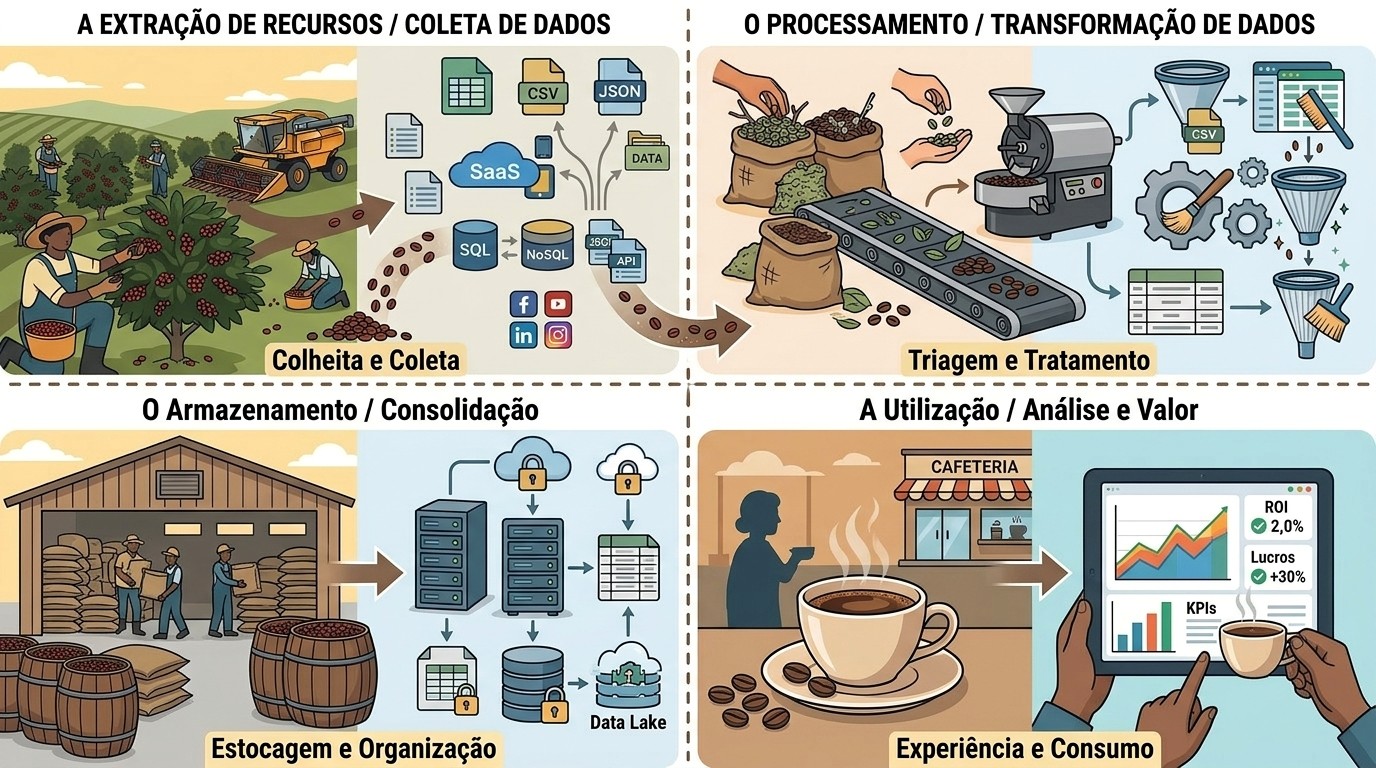 A EXTRAÇÃO DE RECURSOS / COLETA DE DADOS
CSV
JSON
SaaS
DATA
SQL
NoSQL
API
f
in
Colheita e Coleta
O PROCESSAMENTO / TRANSFORMAÇÃO DE DADOS
CSV
Triagem e Tratamento
O Armazenamento / Consolidação
Data Lake
Estocagem e Organização
A Utilização / Análise e Valor
CAFETERIA
ROI
2,0%
Lucros
+30%
KPIs
Experiência e Consumo